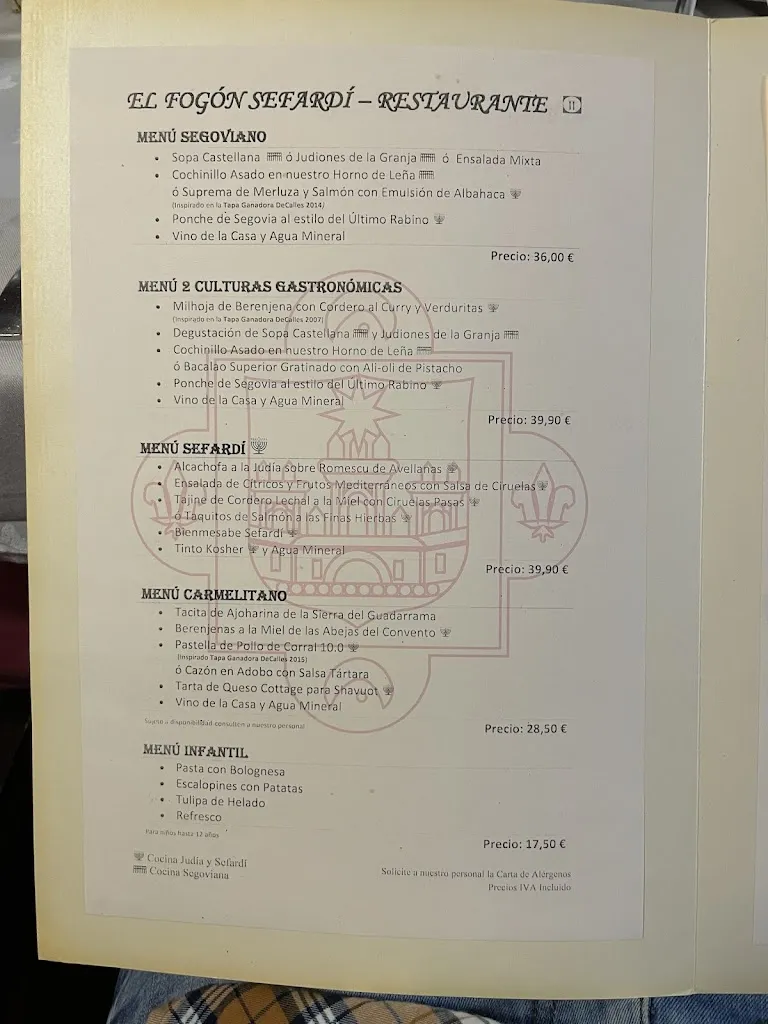 EL FOGÓN SEFARDÍ – RESTAURANTE
MENÚ SEGOVIANO
• Sopa Castellana ó Judiones de la Granja ó Ensalada Mixta
• Cochinillo Asado en nuestro Horno de Leña
ó Suprema de Merluza y Salmón con Emulsión de Albahaca
(Inspirado en la Tapa Ganadora DeCalles 2014)
• Ponche de Segovia al estilo del Último Rabino
• Vino de la Casa y Agua Mineral
Precio: 36,00 €
MENÚ 2 CULTURAS GASTRONÓMICAS
• Milhoja de Berenjena con Cordero al Curry y Verduritas
(Inspirado en la Tapa Ganadora DeCalles 2007)
• Degustación de Sopa Castellana y Judiones de la Granja
• Cochinillo Asado en nuestro Horno de Leña
ó Bacalao Superior Gratinado con Ali-oli de Pistacho
• Ponche de Segovia al estilo del Último Rabino
• Vino de la Casa y Agua Mineral
Precio: 39,90 €
MENÚ SEFARDÍ
• Alcachofa a la Judía sobre Romescu de Avellanas
• Ensalada de Cítricos y Frutos Mediterráneos con Salsa de Ciruelas
• Tajine de Cordero Lechal a la Miel con Ciruelas Pasas
ó Taquitos de Salmón a las Finas Hierbas
• Bienmesabe Sefardí
• Tinto Kosher y Agua Mineral
Precio: 39,90 €
MENÚ CARMELITANO
• Tacita de Ajoharina de la Sierra del Guadarrama
• Berenjenas a la Miel de las Abejas del Convento
• Pastella de Pollo de Corral 10.0
(Inspirado Tapa Ganadora DeCalles 2015)
ó Cazón en Adobo con Salsa Tártara
• Tarta de Queso Cottage para Shavuot
• Vino de la Casa y Agua Mineral
Sujeto a disponibilidad consulten a nuestro personal
Precio: 28,50 €
MENÚ INFANTIL
• Pasta con Bolognesa
• Escalopines con Patatas
• Tulipa de Helado
• Refresco
Para niños hasta 12 años
Precio: 17,50 €
Cocina Judía y Sefardí
Cocina Segoviana
Solicite a nuestro personal la Carta de Alérgenos
Precios IVA Incluido